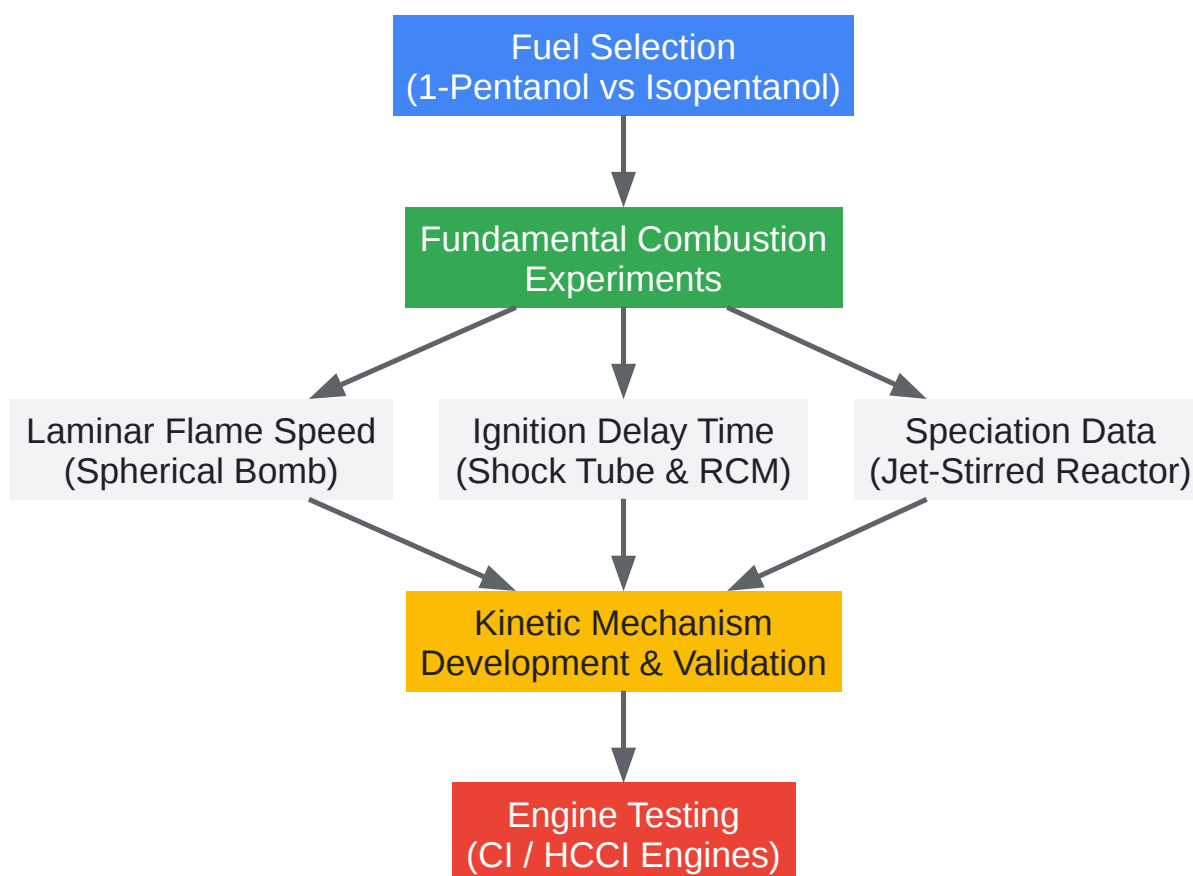 Fuel Selection
(1-Pentanol vs Isopentanol)
Fundamental Combustion
Experiments
Laminar Flame Speed
(Spherical Bomb)
Ignition Delay Time
(Shock Tube & RCM)
Speciation Data
(Jet-Stirred Reactor)
Kinetic Mechanism
Development & Validation
Engine Testing
(CI / HCCI Engines)